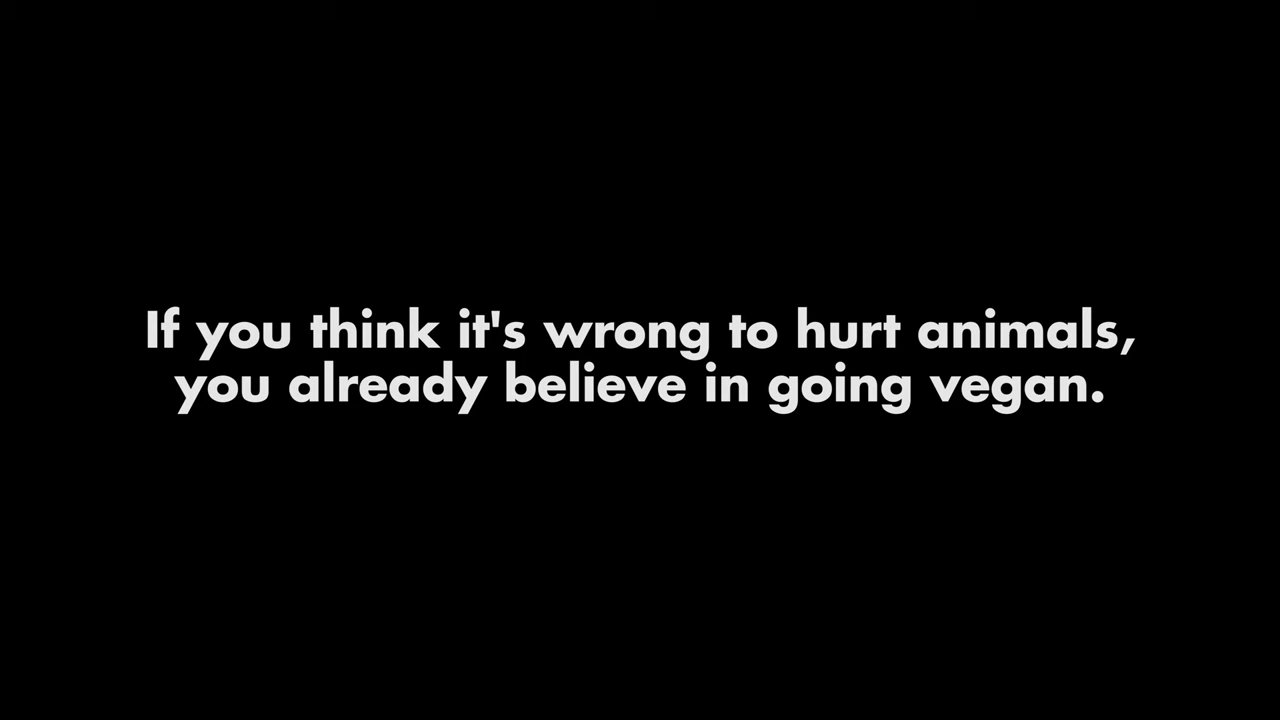 If you think it's wrong to hurt animals,
you already believe in going vegan.